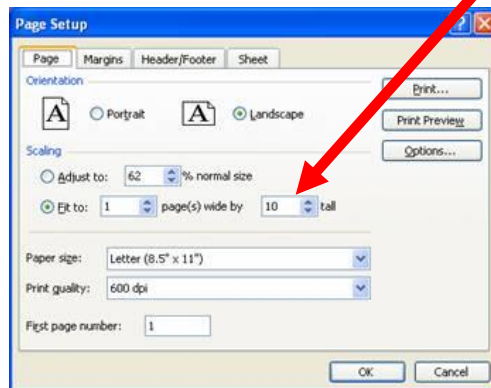 Page Setup
Page Margins Header/Footer Sheet
Orientation
A Portrait A Landscape
Print...
Print Preview
Options...
Scaling
Adjust to: 62 % normal size
Fit to: 1 page(s) wide by 10 tall
Paper size: Letter (8.5" x 11")
Print quality: 600 dpi
First page number: 1
OK Cancel